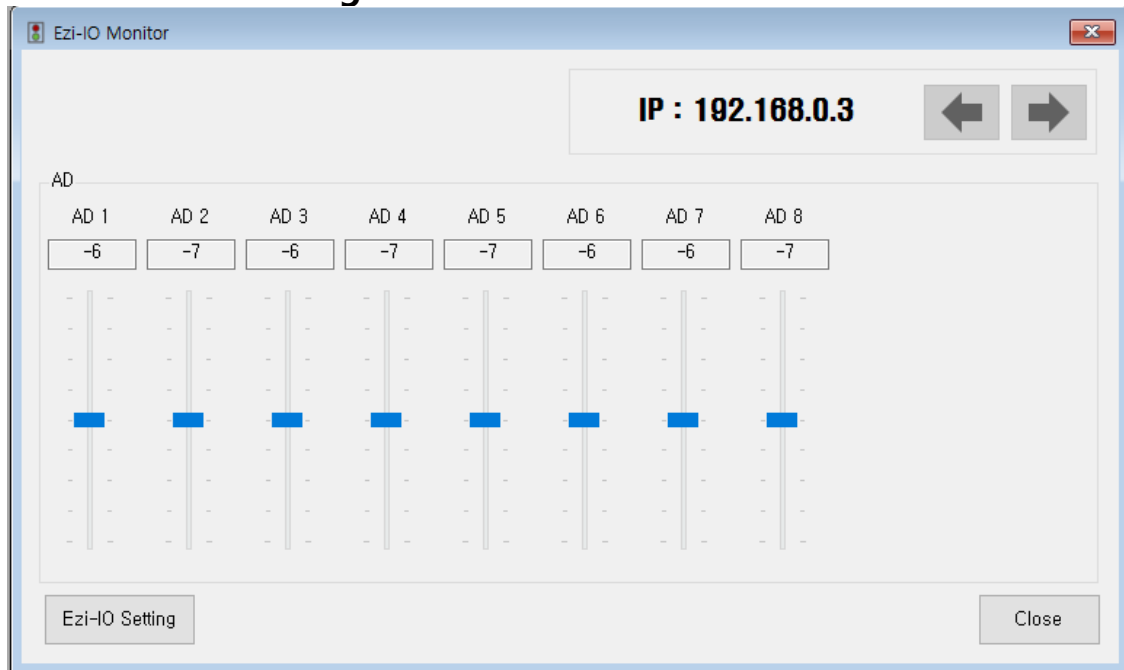 Ezi-IO Monitor
IP : 192.168.0.3
AD
AD 1 AD 2 AD 3 AD 4 AD 5 AD 6 AD 7 AD 8
-6 -7 -6 -7 -7 -6 -6 -7
Ezi-IO Setting Close